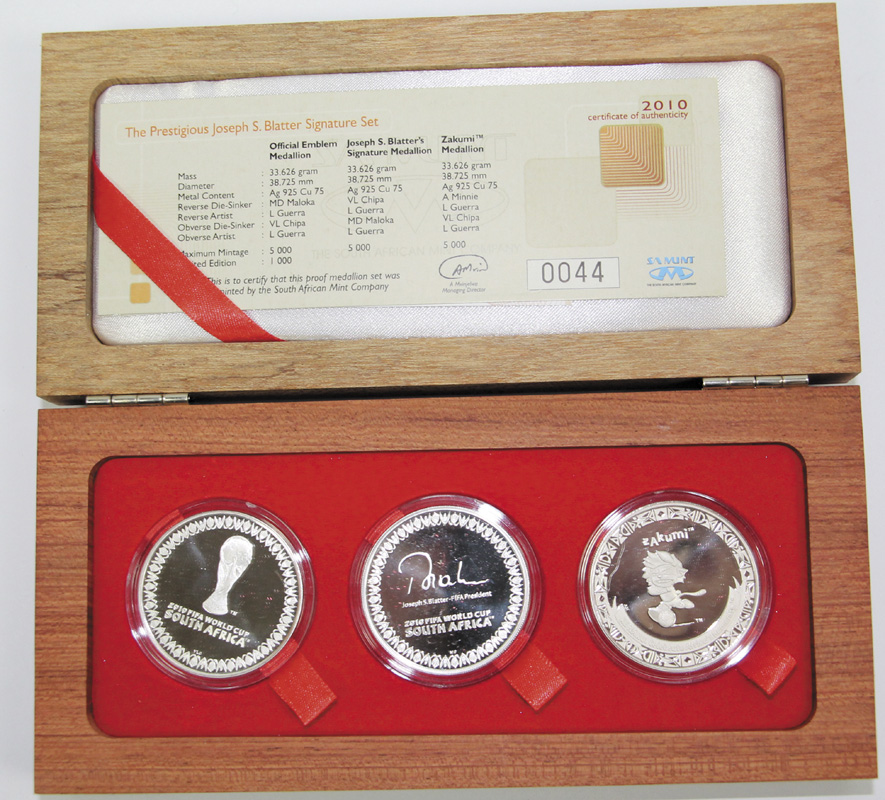 2010
certificate of authenticity
The Prestigious Joseph S. Blatter Signature Set
Official Emblem Medallion
Joseph S. Blatter's Signature Medallion
Zakumi™ Medallion
Mass : 33.626 gram 33.626 gram 33.626 gram
Diameter : 38.725 mm 38.725 mm 38.725 mm
Metal Content : Ag 925 Cu 75 Ag 925 Cu 75 Ag 925 Cu 75
Reverse Die-Sinker : MD Maloka VL Chipa A Minnie
Reverse Artist : L Guerra L Guerra L Guerra
Obverse Die-Sinker : VL Chipa MD Maloka VL Chipa
Obverse Artist : L Guerra L Guerra L Guerra
Maximum Mintage : 5 000 5 000 5 000
Edition : 1 000
This is to certify that this proof medallion set was
minted by the South African Mint Company
Managing Director
0044
SA MINT
THE SOUTH AFRICAN MINT COMPANY
2010 FIFA WORLD CUP
SOUTH AFRICA
Joseph S. Blatter-FIFA President
2010 FIFA WORLD CUP
SOUTH AFRICA
ZAkumi™